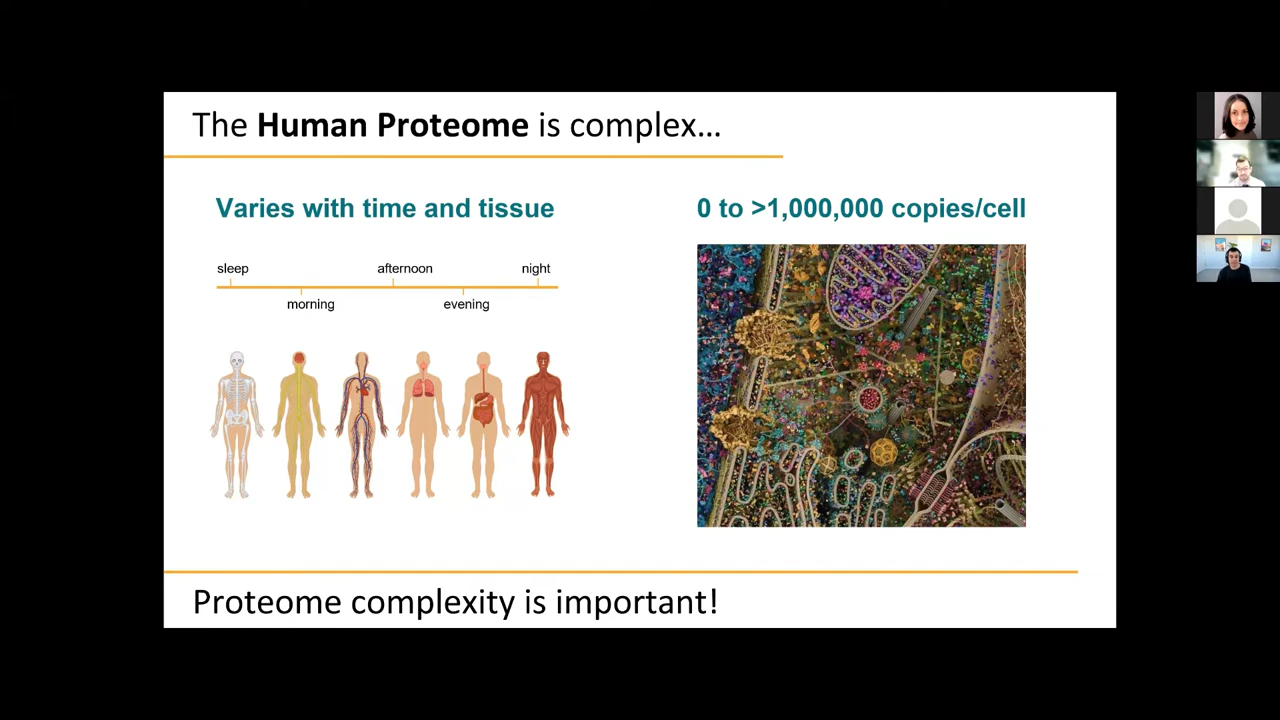 The Human Proteome is complex...
Varies with time and tissue
sleep
afternoon
night
morning
evening
0 to >1,000,000 copies/cell
Proteome complexity is important!